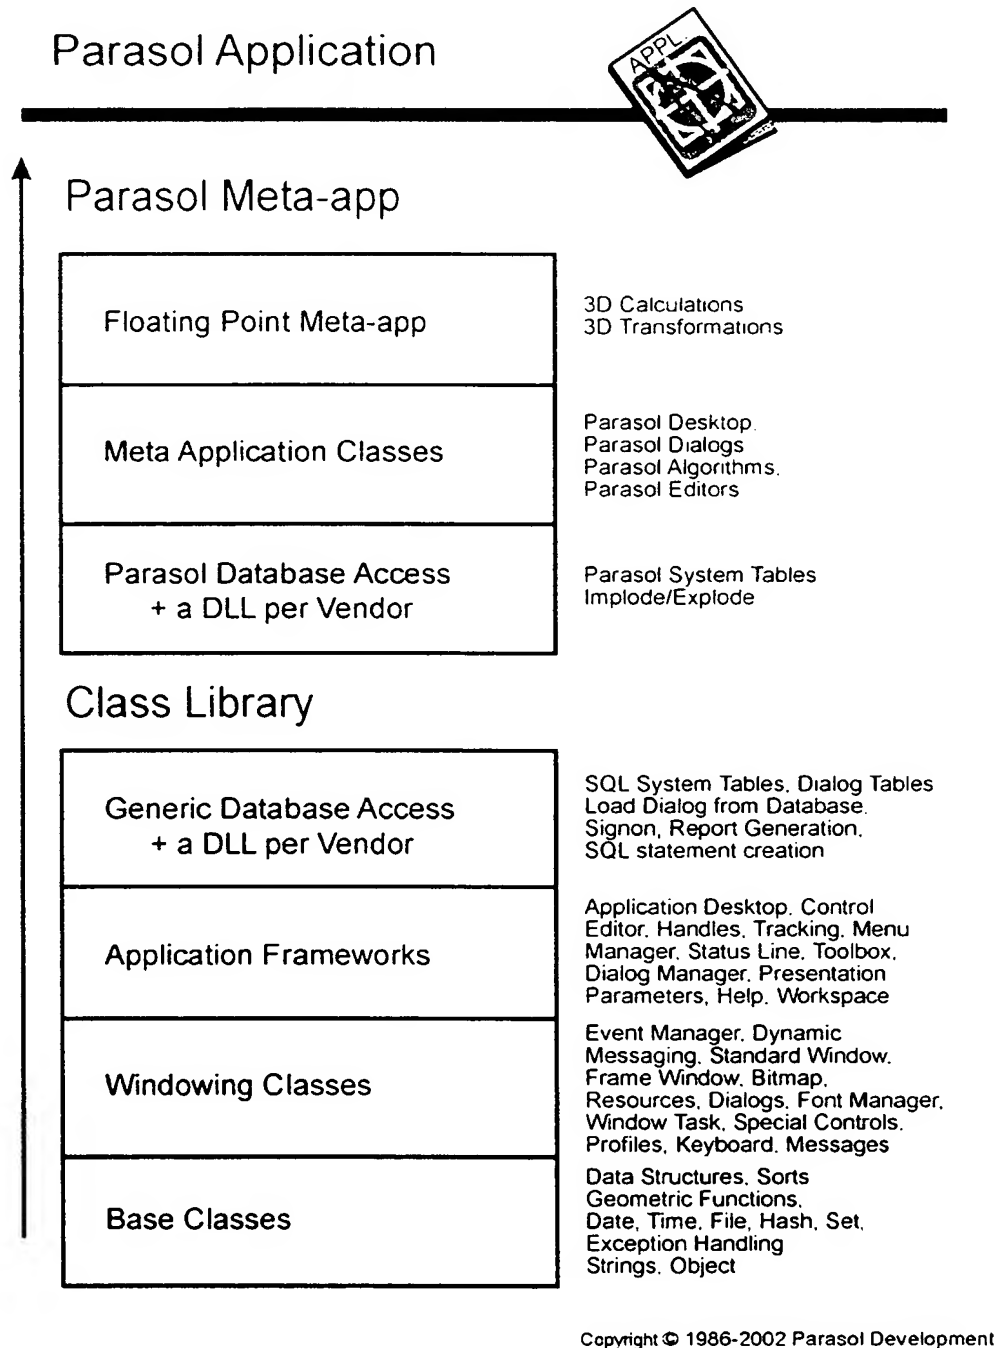 Parasol Application
APPL.
Parasol Meta-app
Floating Point Meta-app
3D Calculations
3D Transformations
Meta Application Classes
Parasol Desktop.
Parasol Dialogs
Parasol Algorithms.
Parasol Editors
Parasol Database Access
+ a DLL per Vendor
Parasol System Tables
Implode/Explode
Class Library
Generic Database Access
+ a DLL per Vendor
SQL System Tables, Dialog Tables
Load Dialog from Database.
Signon, Report Generation,
SQL statement creation
Application Frameworks
Application Desktop. Control
Editor. Handles, Tracking. Menu
Manager. Status Line. Toolbox,
Dialog Manager. Presentation
Parameters, Help. Workspace
Windowing Classes
Event Manager. Dynamic
Messaging. Standard Window.
Frame Window. Bitmap,
Resources, Dialogs. Font Manager,
Window Task, Special Controls.
Profiles, Keyboard. Messages
Base Classes
Data Structures. Sorts
Geometric Functions,
Date, Time, File, Hash, Set,
Exception Handling
Strings. Object
Copyright © 1986-2002 Parasol Development